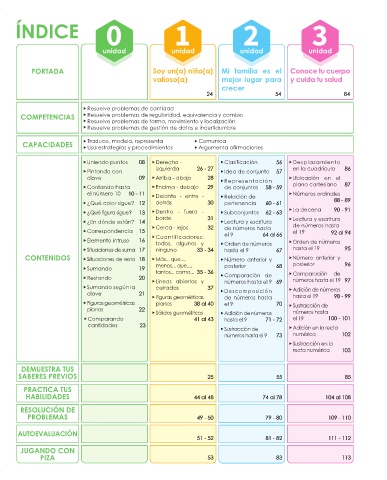 ÍNDICE
0
unidad
1
unidad
2
unidad
3
unidad
PORTADA
Soy un(a) niño(a)
valioso(a)
24
Mi familia es el
mejor lugar para
crecer
54
Conoce tu cuerpo
y cuida tu salud
84
COMPETENCIAS
Resuelve problemas de cantidad
Resuelve problemas de regularidad, equivalencia y cambio
Resuelve problemas de forma, movimiento y localización
Resuelve problemas de gestión de datos e incertidumbre
CAPACIDADES
Traduce, modela, representa
Usa estrategias y procedimientos
Comunica
Argumenta afirmaciones
CONTENIDOS
Uniendo puntos 08
Pintando con
clave 09
Contando hasta
el número 10 10 - 11
¿Qué color sigue? 12
¿Qué figura sigue? 13
¿En dónde están? 14
Correspondencia 15
Elemento intruso 16
Situaciones de suma 17
Situaciones de resta 18
Sumando 19
Restando 20
Sumando según la
clave 21
Figuras geométricas
planas 22
Comparando
cantidades 23
Derecha -
izquierda 26 - 27
Arriba - abajo 28
Encima - debajo 29
Delante - entre -
detrás 30
Dentro - fuera -
borde 31
Cerca - lejos 32
Cuantificadores:
todos, algunos y
ninguno 33 - 34
Más... que...,
menos... que...,
tantos... como... 35 - 36
Líneas abiertas y
cerradas 37
Figuras geométricas
planas 38 al 40
Sólidos geométricos
41 al 43
Clasificación 56
Idea de conjunto 57
Representación
de conjuntos 58 - 59
Relación de
pertenencia 60 - 61
Subconjuntos 62 - 63
Lectura y escritura
de números hasta
el 9 64 al 66
Orden de números
hasta el 9 67
Número anterior y
posterior 68
Comparación de
números hasta el 9 69
Descomposición
de números hasta
el 9 70
Adición de números
hasta el 9 71 - 72
Sustracción de
números hasta el 9 73
Desplazamiento
en la cuadrícula 86
Ubicación en el
plano cartesiano 87
Números ordinales
88 - 89
La decena 90 - 91
Lectura y escritura
de números hasta
el 19 92 al 94
Orden de números
hasta el 19 95
Número anterior y
posterior 96
Comparación de
números hasta el 19 97
Adición de números
hasta el 19 98 - 99
Sustracción de
números hasta
el 19 100 - 101
Adición en la recta
numérica 102
Sustracción en la
recta numérica 103
DEMUESTRA TUS
SABERES PREVIOS
25
55
85
PRACTICA TUS
HABILIDADES
44 al 48
74 al 78
104 al 108
RESOLUCIÓN DE
PROBLEMAS
49 - 50
79 - 80
109 - 110
AUTOEVALUACIÓN
51 - 52
81 - 82
111 - 112
JUGANDO CON
PIZA
53
83
113